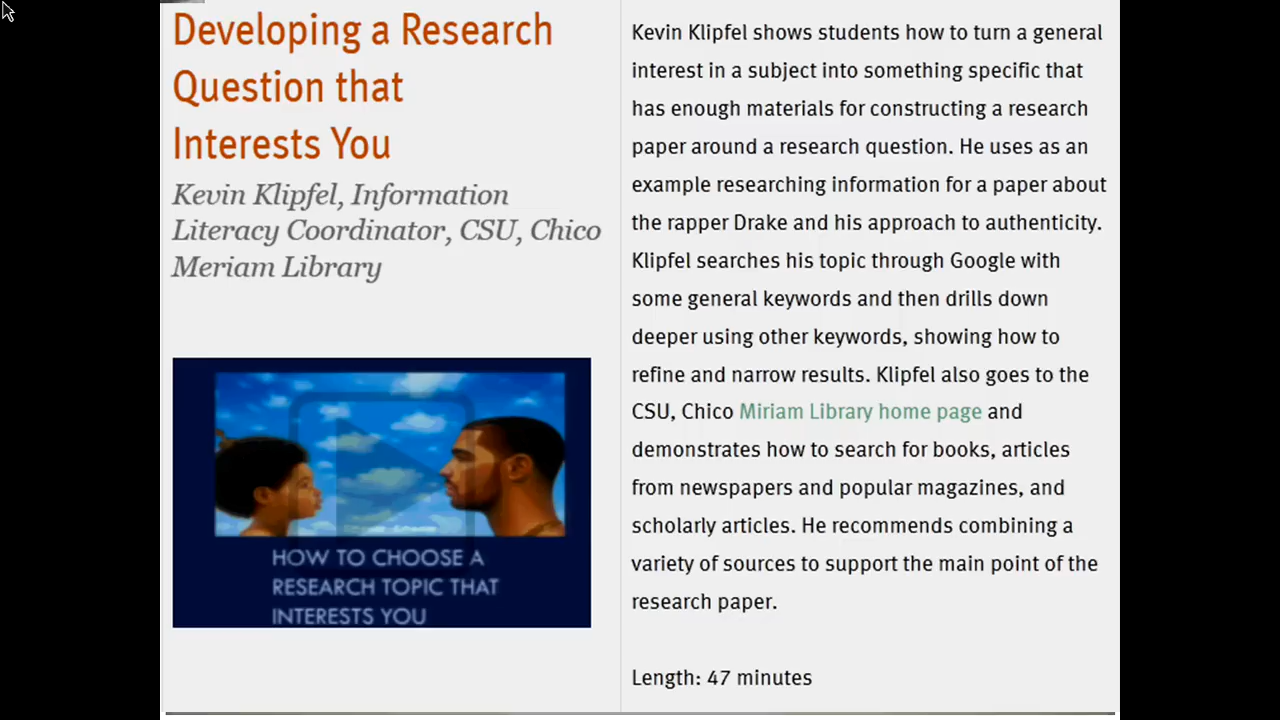 Developing a Research
Question that
Interests You
Kevin Klipfel, Information
Literacy Coordinator, CSU, Chico
Meriam Library
HOW TO CHOOSE A
RESEARCH TOPIC THAT
INTERESTS YOU
Kevin Klipfel shows students how to turn a general
interest in a subject into something specific that
has enough materials for constructing a research
paper around a research question. He uses as an
example researching information for a paper about
the rapper Drake and his approach to authenticity.
Klipfel searches his topic through Google with
some general keywords and then drills down
deeper using other keywords, showing how to
refine and narrow results. Klipfel also goes to the
CSU, Chico Miriam Library home page and
demonstrates how to search for books, articles
from newspapers and popular magazines, and
scholarly articles. He recommends combining a
variety of sources to support the main point of the
research paper.
Length: 47 minutes